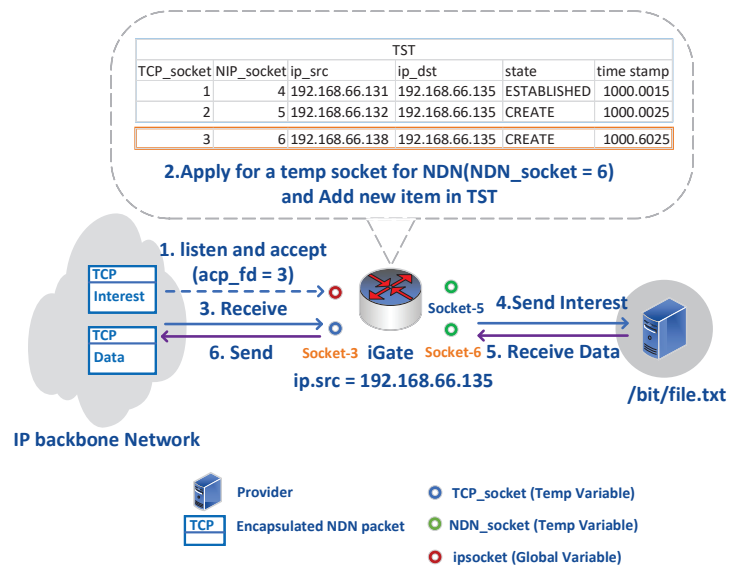 TST
TCP_socket NIP_socket ip_src ip_dst state time stamp
1 4 192.168.66.131 192.168.66.135 ESTABLISHED 1000.0015
2 5 192.168.66.132 192.168.66.135 CREATE 1000.0025
3 6 192.168.66.138 192.168.66.135 CREATE 1000.6025
2.Apply for a temp socket for NDN(NDN_socket = 6)
and Add new item in TST
1. listen and accept
(acp_fd = 3)
TCP
Interest
3. Receive
Socket-5
4.Send Interest
TCP
Data
6. Send
Socket-3
iGate
Socket-6
5. Receive Data
ip.src = 192.168.66.135
/bit/file.txt
IP backbone Network
Provider
TCP_socket (Temp Variable)
TCP
Encapsulated NDN packet
NDN_socket (Temp Variable)
ipsocket (Global Variable)